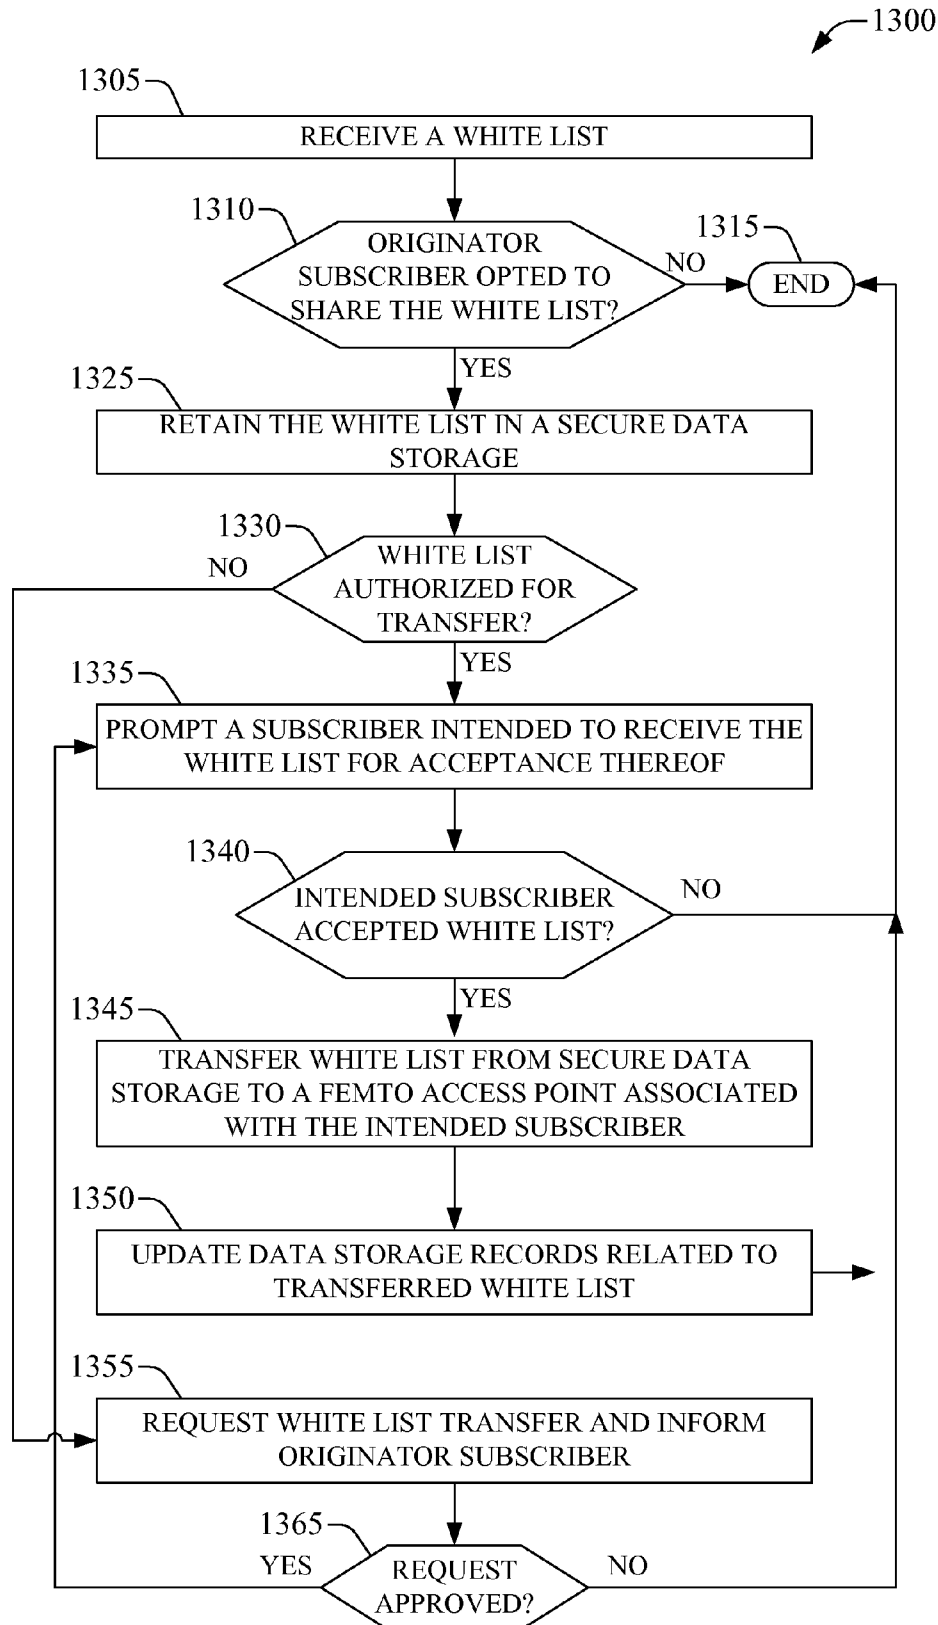 1300
1305
RECEIVE A WHITE LIST
1310
ORIGINATOR
SUBSCRIBER OPTED TO
SHARE THE WHITE LIST?
NO
1315
END
YES
1325
RETAIN THE WHITE LIST IN A SECURE DATA
STORAGE
1330
WHITE LIST
AUTHORIZED FOR
TRANSFER?
NO
YES
1335
PROMPT A SUBSCRIBER INTENDED TO RECEIVE THE
WHITE LIST FOR ACCEPTANCE THEREOF
1340
INTENDED SUBSCRIBER
ACCEPTED WHITE LIST?
NO
YES
1345
TRANSFER WHITE LIST FROM SECURE DATA
STORAGE TO A FEMTO ACCESS POINT ASSOCIATED
WITH THE INTENDED SUBSCRIBER
1350
UPDATE DATA STORAGE RECORDS RELATED TO
TRANSFERRED WHITE LIST
1355
REQUEST WHITE LIST TRANSFER AND INFORM
ORIGINATOR SUBSCRIBER
1365
YES
REQUEST
APPROVED?
NO